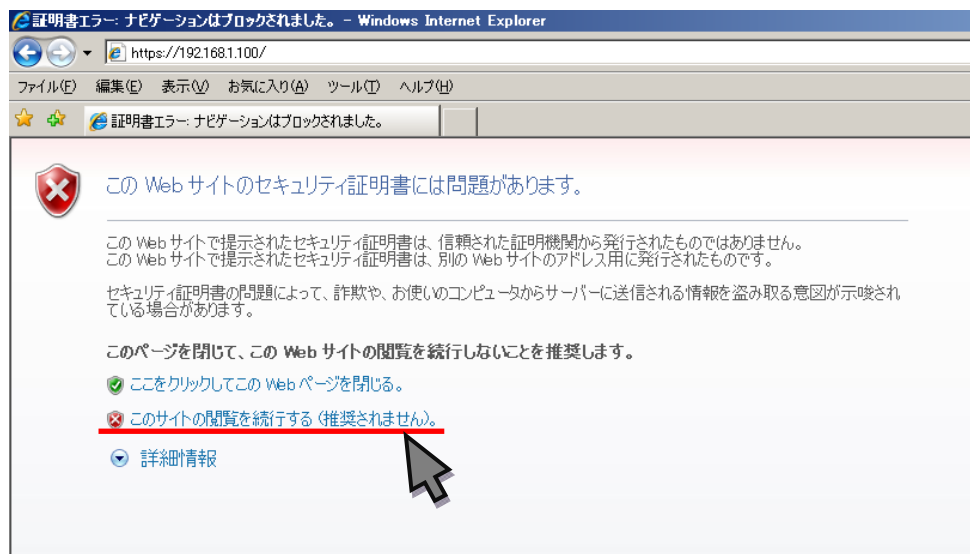 証明書エラー: ナビゲーションはブロックされました。 - Windows Internet Explorer
https://192.168.1.100/
ファイル(F) 編集(E) 表示(V) お気に入り(A) ツール(T) ヘルプ(H)
証明書エラー: ナビゲーションはブロックされました。
この Web サイトのセキュリティ証明書には問題があります。
この Web サイトで提示されたセキュリティ証明書は、信頼された証明機関から発行されたものではありません。
この Web サイトで提示されたセキュリティ証明書は、別の Web サイトのアドレス用に発行されたものです。
セキュリティ証明書の問題によって、詐欺や、お使いのコンピュータからサーバーに送信される情報を盗み取る意図が示唆され
ている場合があります。
このページを閉じて、この Web サイトの閲覧を続行しないことを推奨します。
ここをクリックしてこの Web ページを閉じる。
このサイトの閲覧を続行する (推奨されません)。
詳細情報